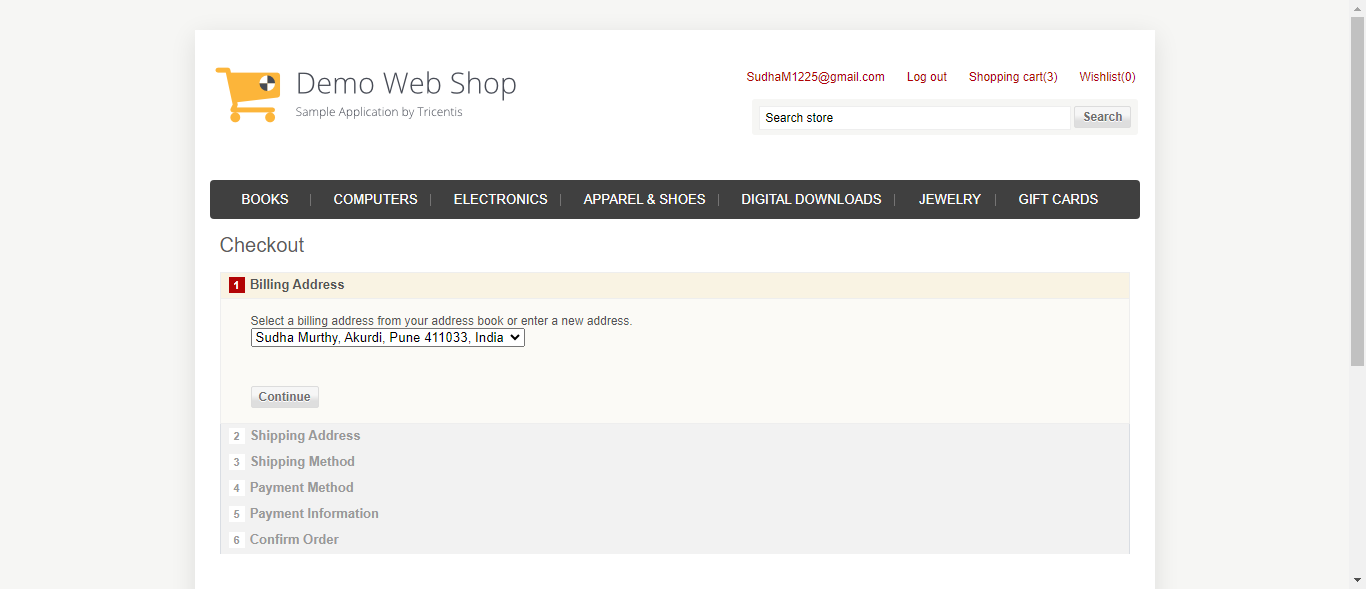 Demo Web Shop
Sample Application by Tricentis
SudhaM1225@gmail.com Log out Shopping cart(3) Wishlist(0)
Search store Search
BOOKS COMPUTERS ELECTRONICS APPAREL & SHOES DIGITAL DOWNLOADS JEWELRY GIFT CARDS
Checkout
1 Billing Address
Select a billing address from your address book or enter a new address.
Sudha Murthy, Akurdi, Pune 411033, India
Continue
2 Shipping Address
3 Shipping Method
4 Payment Method
5 Payment Information
6 Confirm Order